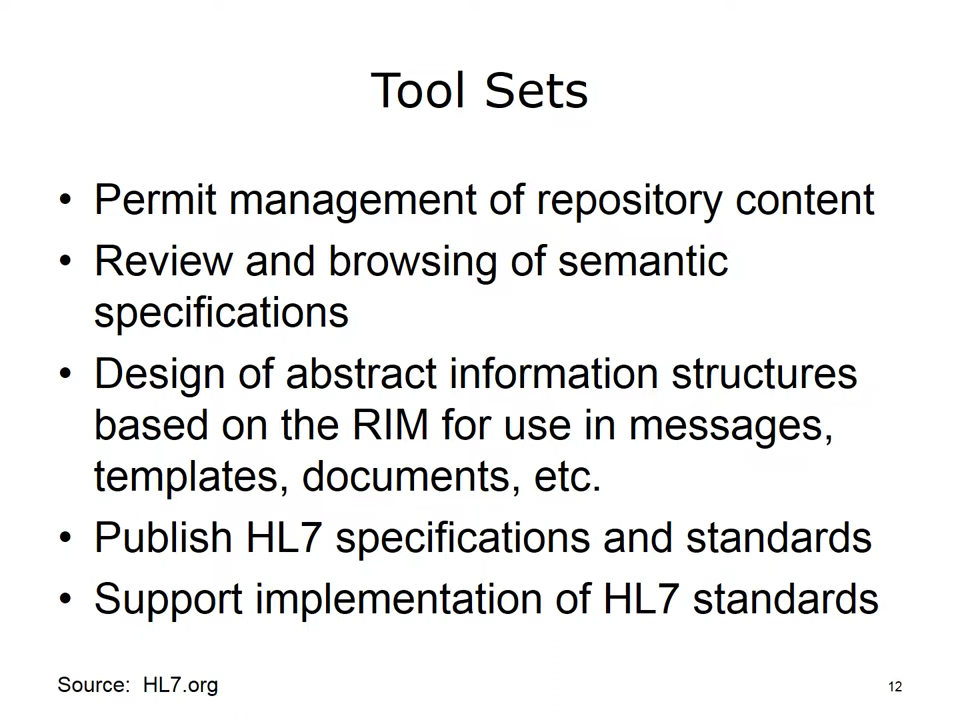 Tool Sets
• Permit management of repository content
• Review and browsing of semantic
specifications
• Design of abstract information structures
based on the RIM for use in messages,
templates, documents, etc.
• Publish HL7 specifications and standards
• Support implementation of HL7 standards
Source: HL7.org
12